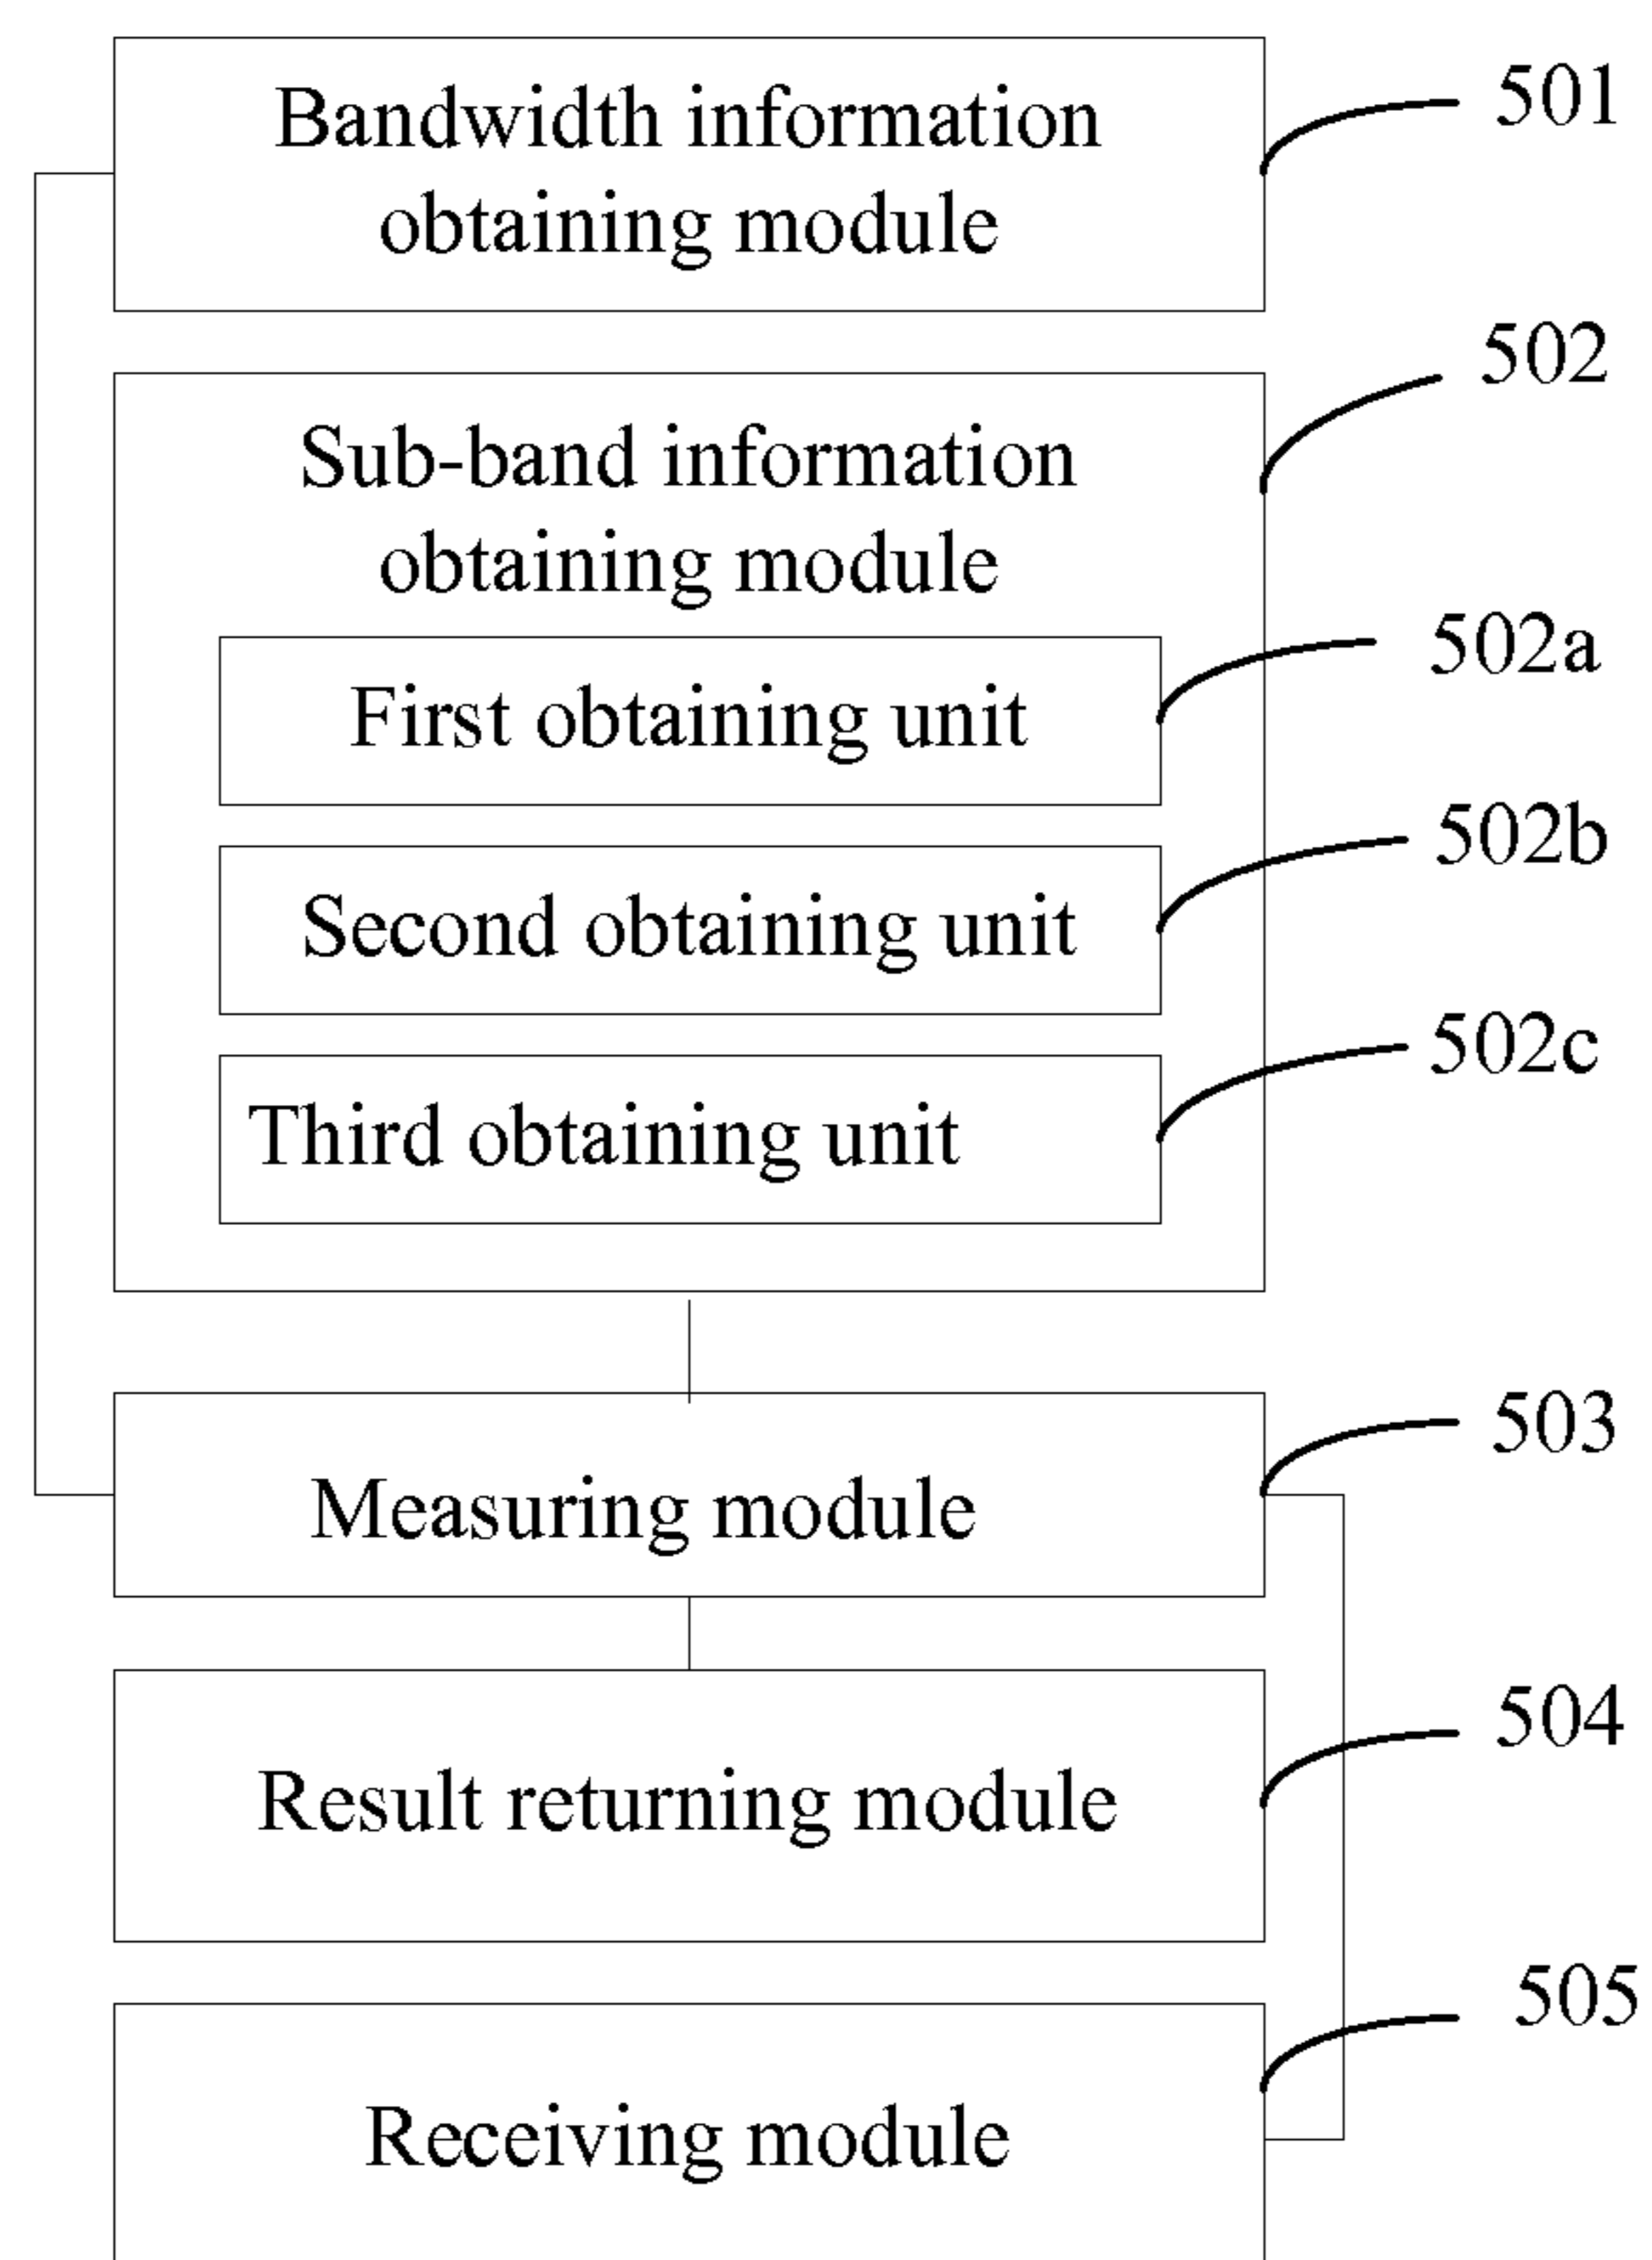 Bandwidth information
obtaining module
501
Sub-band information
obtaining module
502
First obtaining unit
502a
Second obtaining unit
502b
Third obtaining unit
502c
Measuring module
503
Result returning module
504
Receiving module
505